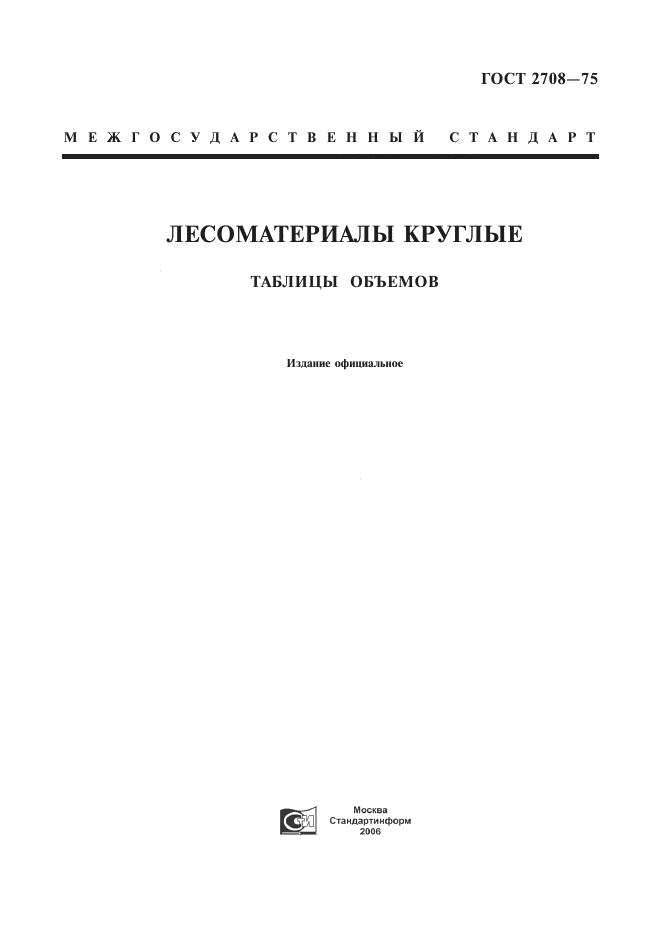 ГОСТ 2708—75
МЕЖГОСУДАРСТВЕННЫЙ СТАНДАРТ
ЛЕСОМАТЕРИАЛЫ КРУГЛЫЕ
ТАБЛИЦЫ ОБЪЕМОВ
Издание официальное
Москва
Стандартинформ
2006